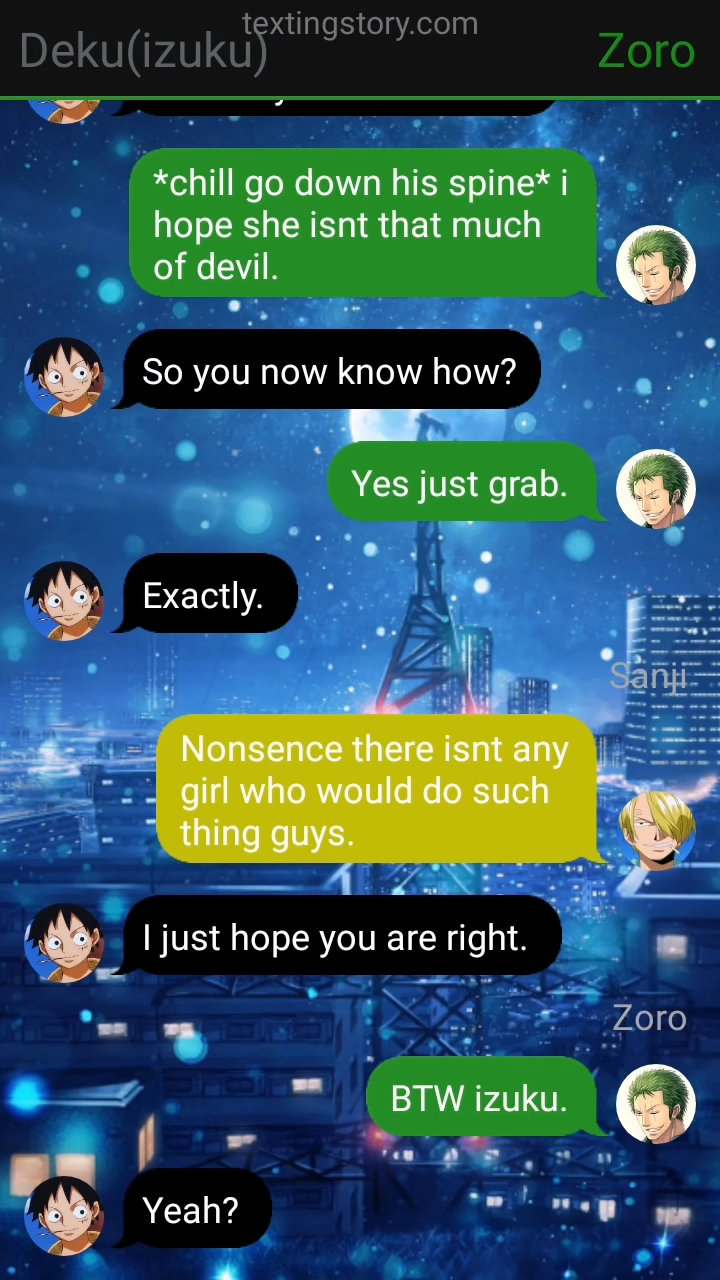 textingstory.com
Deku(izuku)
Zoro
*chill go down his spine* i
hope she isnt that much
of devil.
So you now know how?
Yes just grab.
Exactly.
Sanji
Nonsence there isnt any
girl who would do such
thing guys.
I just hope you are right.
Zoro
BTW izuku.
Yeah?